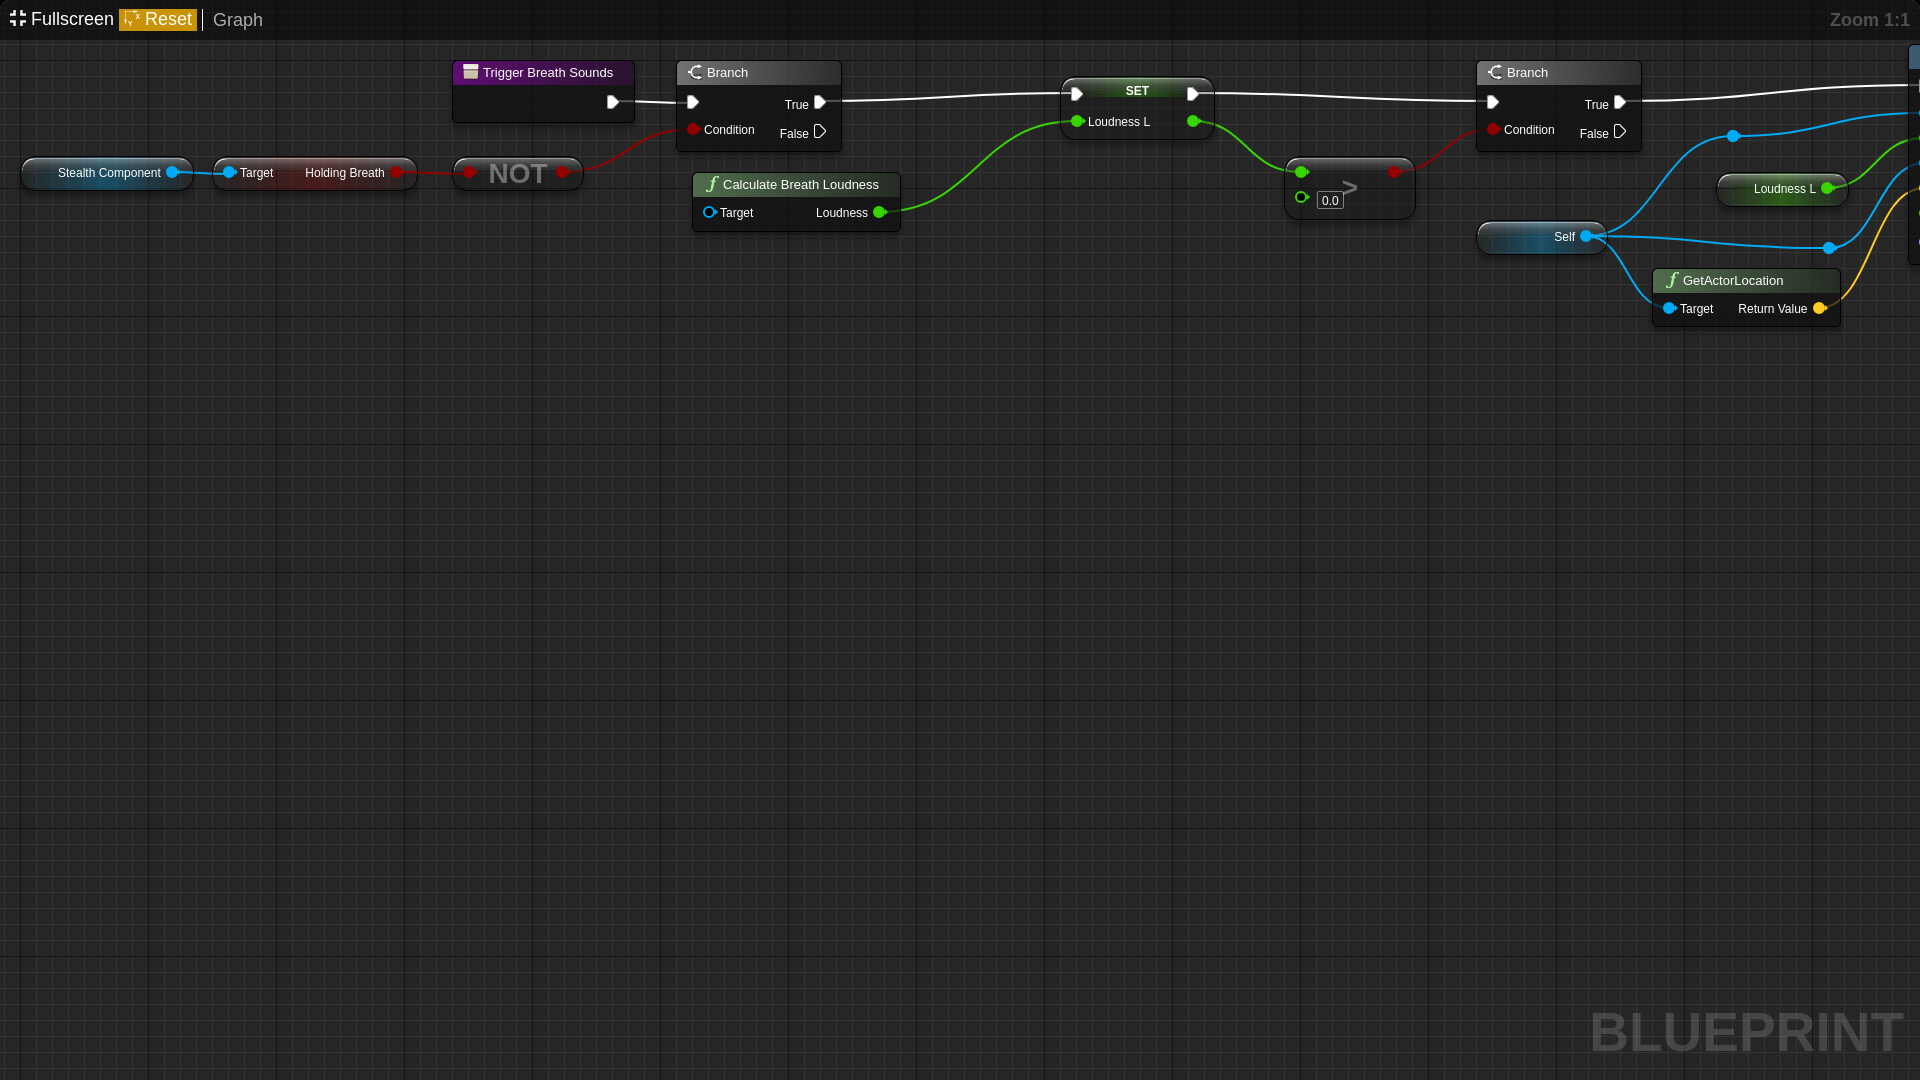 Fullscreen Reset Graph
Zoom 1:1
Trigger Breath Sounds
Branch
True
Condition
False
SET
Loudness L
Branch
True
Condition
False
Stealth Component
Target
Holding Breath
NOT
Calculate Breath Loudness
Target
Loudness
>
0.0
Loudness L
Self
GetActorLocation
Target
Return Value
BLUEPRINT